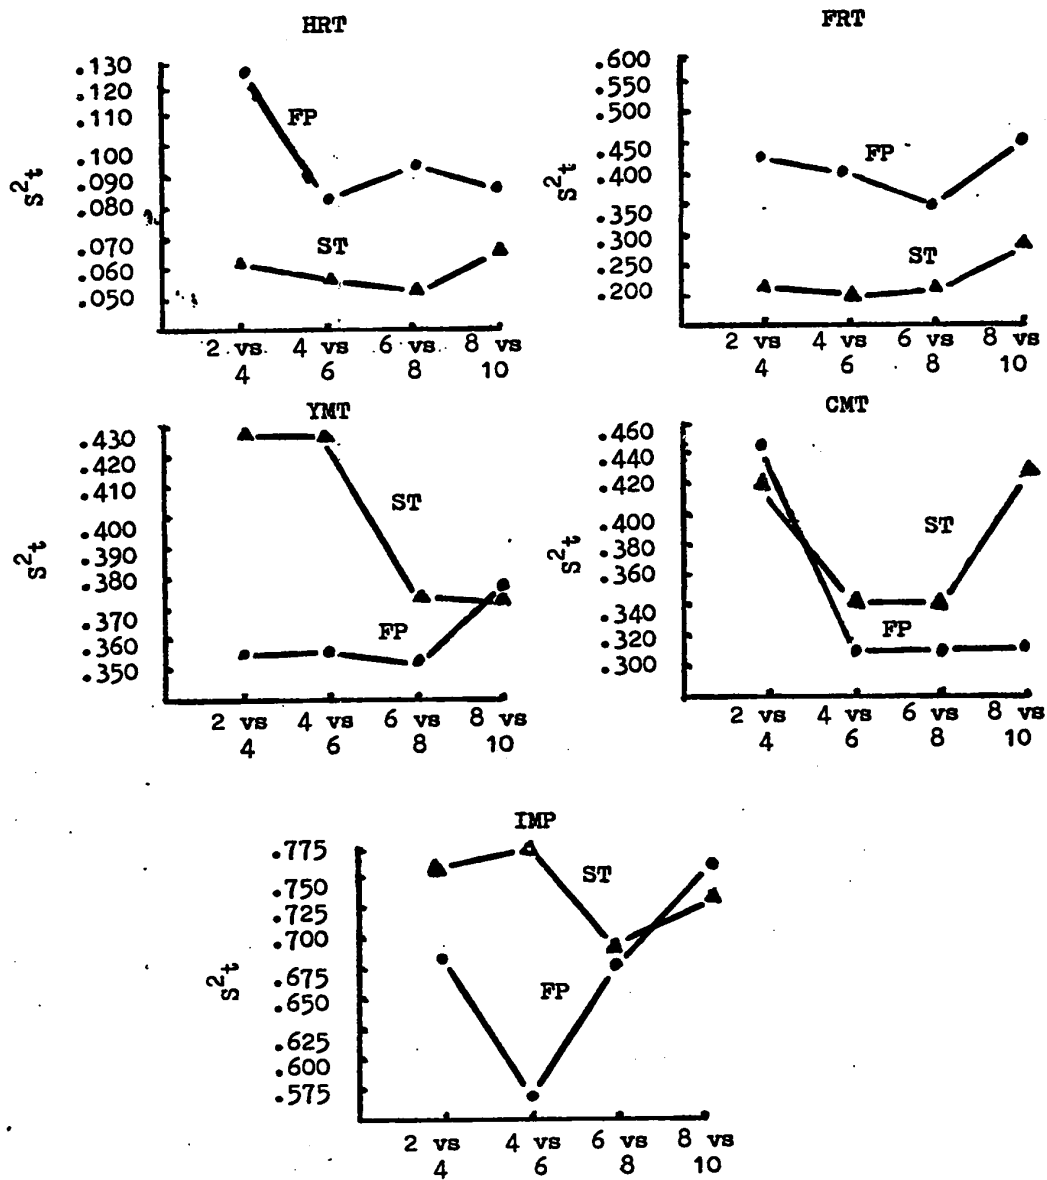 HRT
.130
.120
.110
.100
.090
.080
.070
.060
.050
S²t
FP
ST
2 vs 4
4 vs 6
6 vs 8
8 vs 10
FRT
.600
.550
.500
.450
.400
.350
.300
.250
.200
S²t
FP
ST
2 vs 4
4 vs 6
6 vs 8
8 vs 10
YMT
.430
.420
.410
.400
.390
.380
.370
.360
.350
S²t
ST
FP
2 vs 4
4 vs 6
6 vs 8
8 vs 10
CMT
.460
.440
.420
.400
.380
.360
.340
.320
.300
S²t
ST
FP
2 vs 4
4 vs 6
6 vs 8
8 vs 10
IMP
.775
.750
.725
.700
.675
.650
.625
.600
.575
S²t
ST
FP
2 vs 4
4 vs 6
6 vs 8
8 vs 10